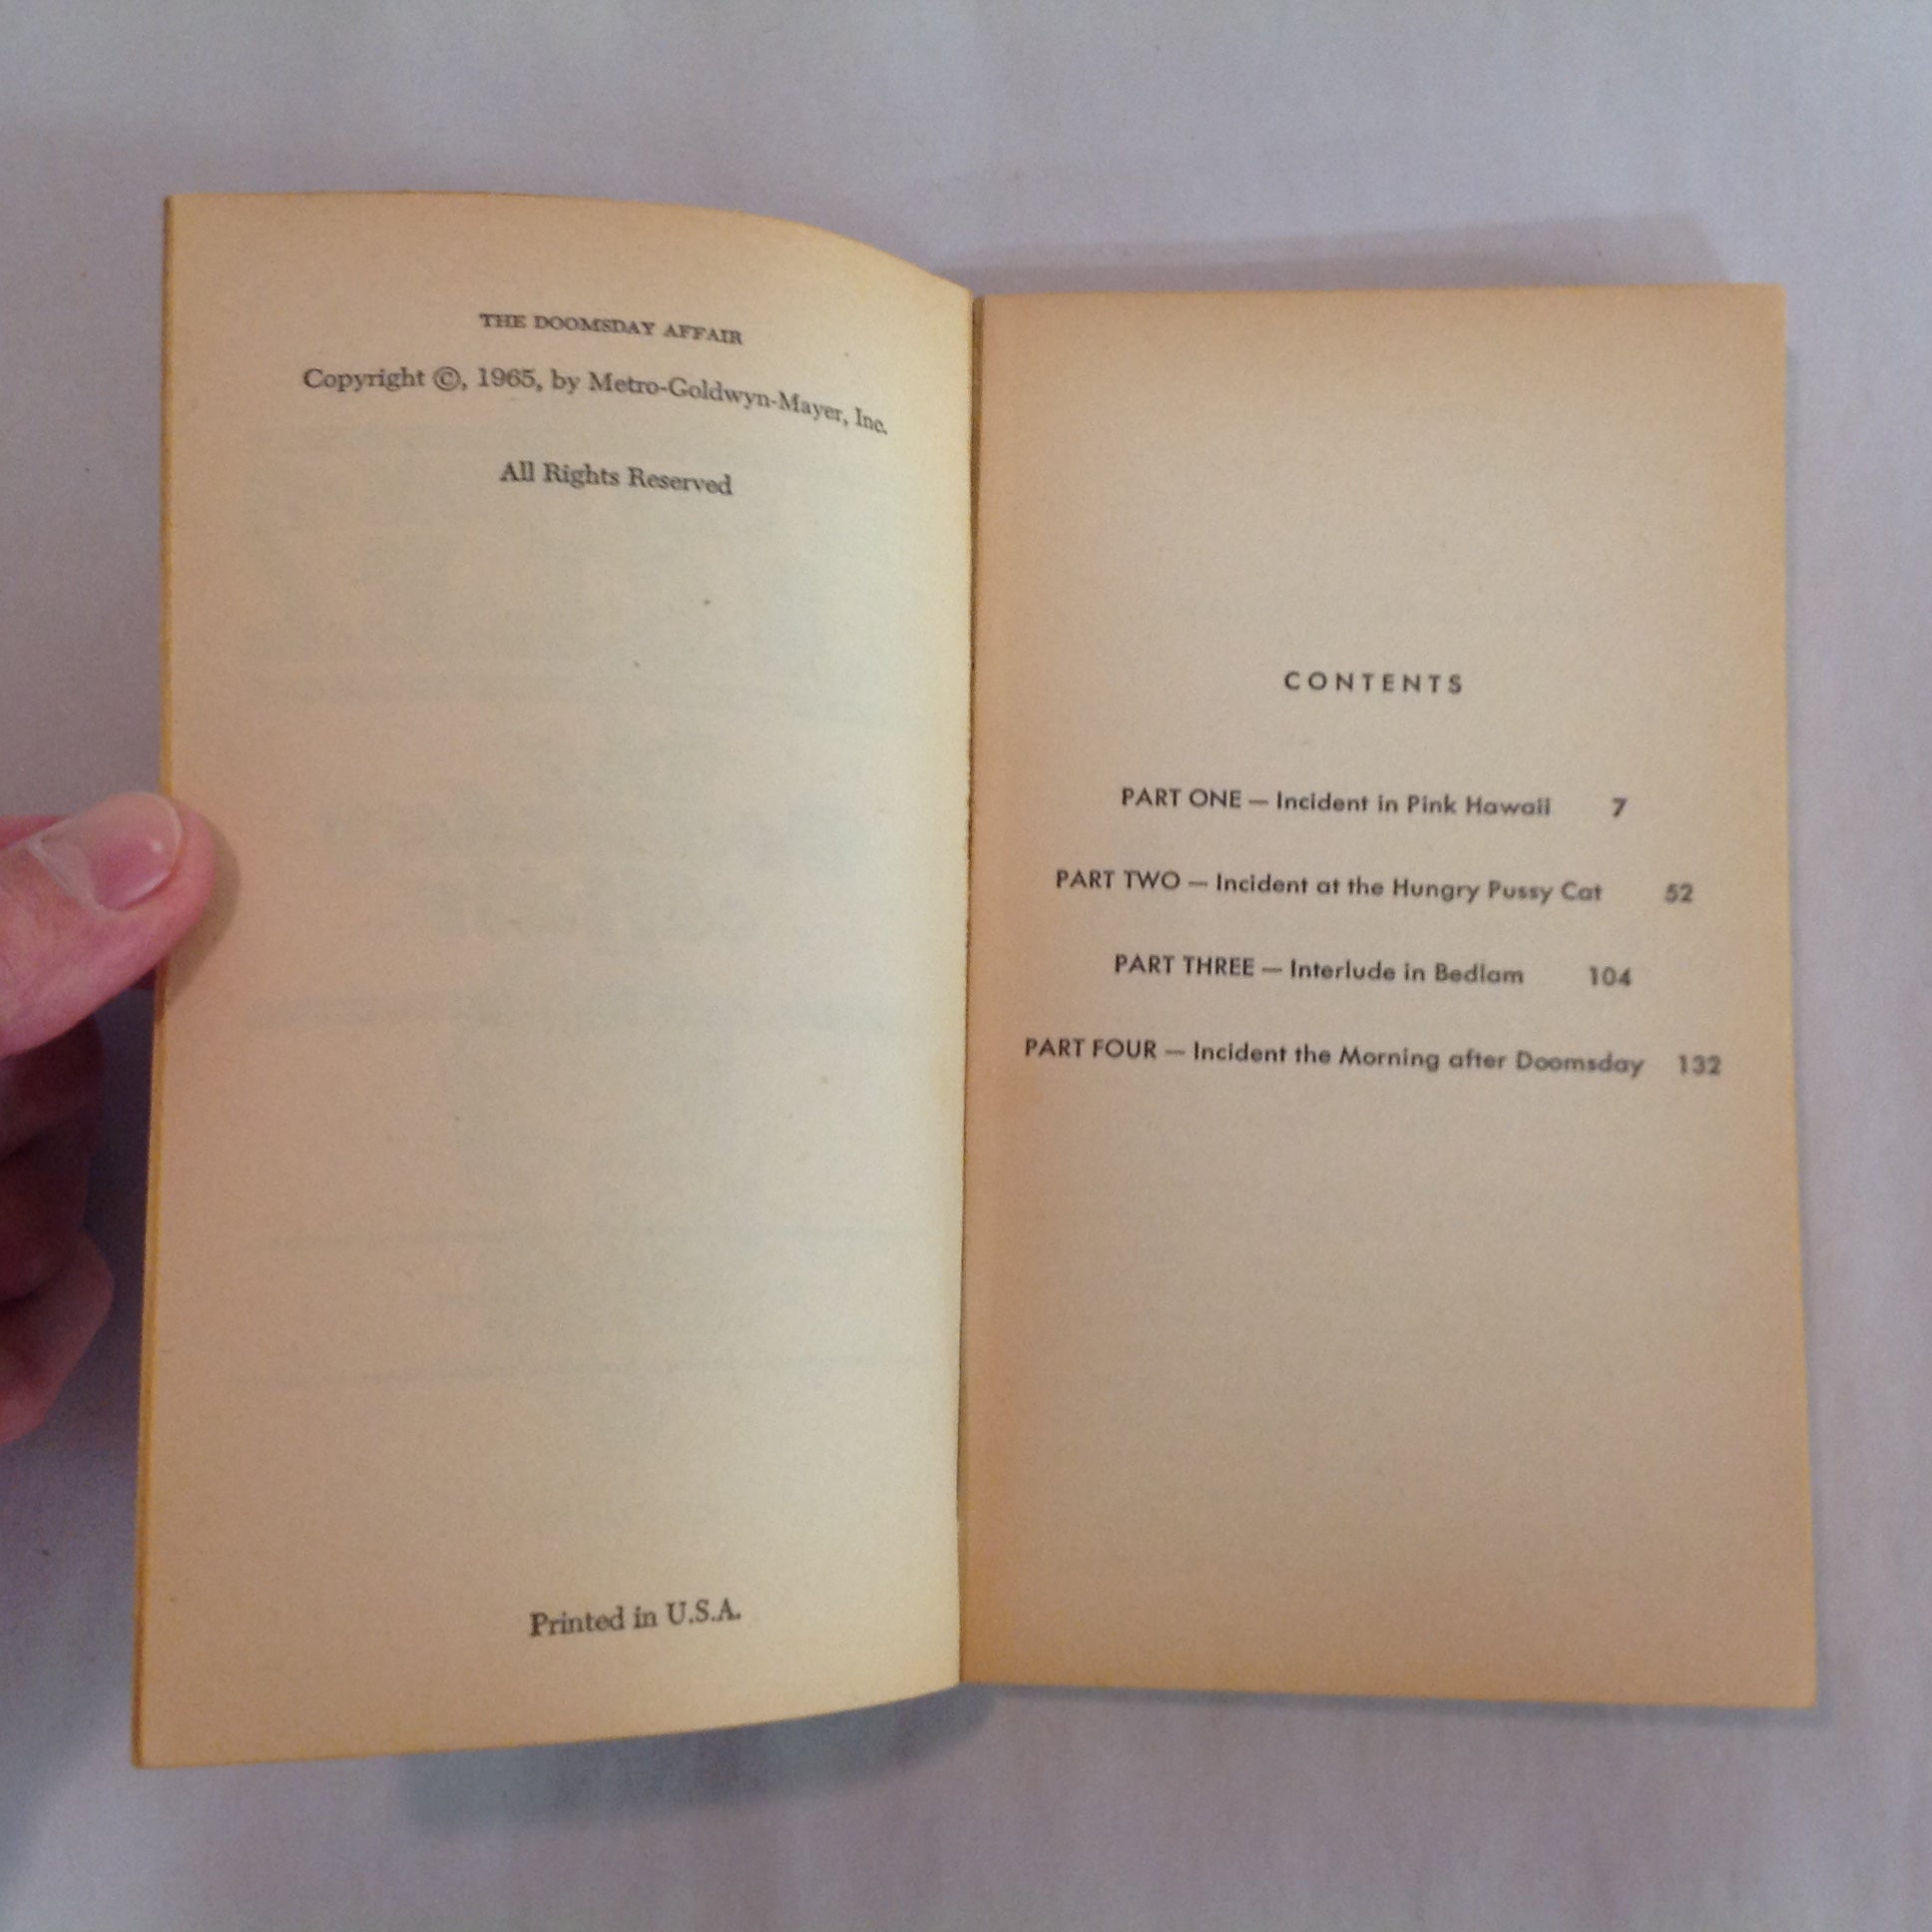 THE DOOMSDAY AFFAIR
Copyright ©, 1965, by Metro-Goldwyn-Mayer, Inc.
All Rights Reserved
Printed in U.S.A.
CONTENTS
PART ONE — Incident in Pink Hawaii 7
PART TWO — Incident at the Hungry Pussy Cat 52
PART THREE — Interlude in Bedlam 104
PART FOUR — Incident the Morning after Doomsday 132